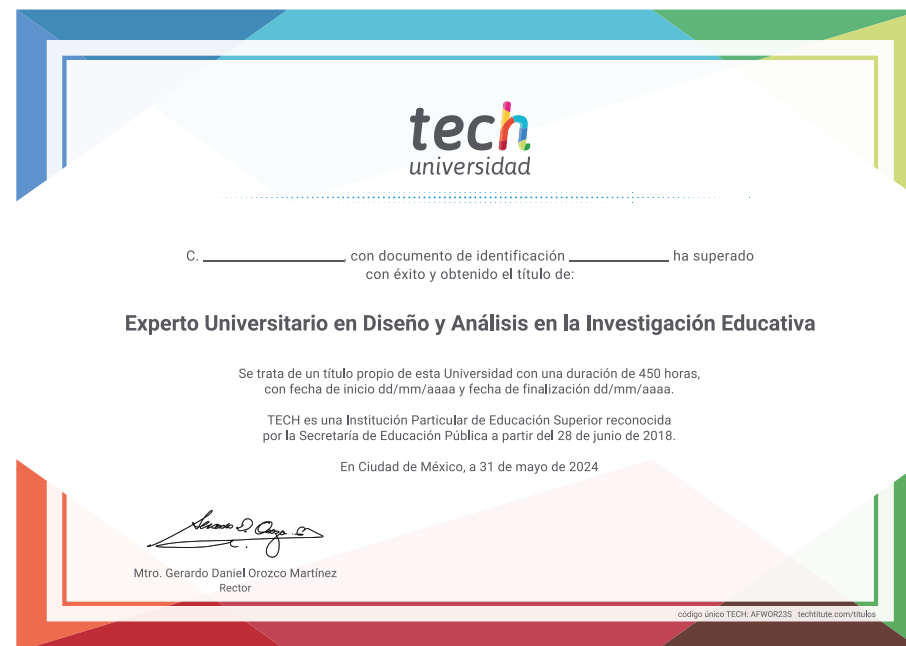 tech
universidad
C. ____________, con documento de identificación ____________ ha superado
con éxito y obtenido el título de:
Experto Universitario en Diseño y Análisis en la Investigación Educativa
Se trata de un título propio de esta Universidad con una duración de 450 horas,
con fecha de inicio dd/mm/aaaa y fecha de finalización dd/mm/aaaa.
TECH es una Institución Particular de Educación Superior reconocida
por la Secretaría de Educación Pública a partir del 28 de junio de 2018.
En Ciudad de México, a 31 de mayo de 2024
Mtro. Gerardo Daniel Orozco Martínez
Rector
código único TECH: AFWOR23S techtitute.com/titulos